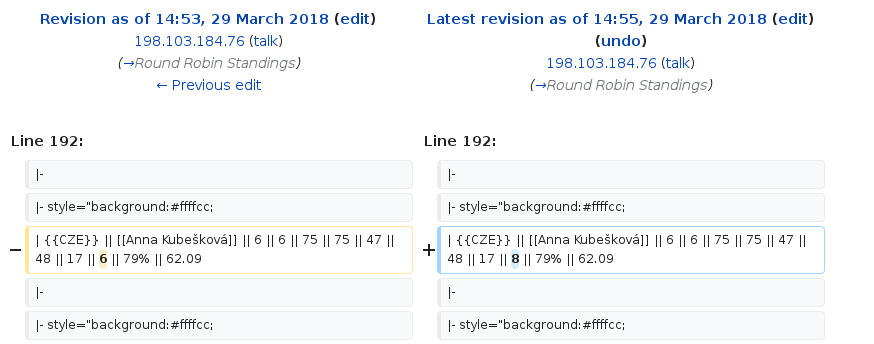 Revision as of 14:53, 29 March 2018 (edit)
198.103.184.76 (talk)
(→Round Robin Standings)
← Previous edit
Latest revision as of 14:55, 29 March 2018 (edit)
(undo)
198.103.184.76 (talk)
(→Round Robin Standings)
Line 192:
Line 192:
|-
|-
|- style="background:#ffffcc;
|- style="background:#ffffcc;
−
| {{CZE}} || [[Anna Kubešková]] || 6 || 6 || 75 || 75 || 47 ||
48 || 17 || 6 || 79% || 62.09
+
| {{CZE}} || [[Anna Kubešková]] || 6 || 6 || 75 || 75 || 47 ||
48 || 17 || 8 || 79% || 62.09
|-
|-
|- style="background:#ffffcc;
|- style="background:#ffffcc;